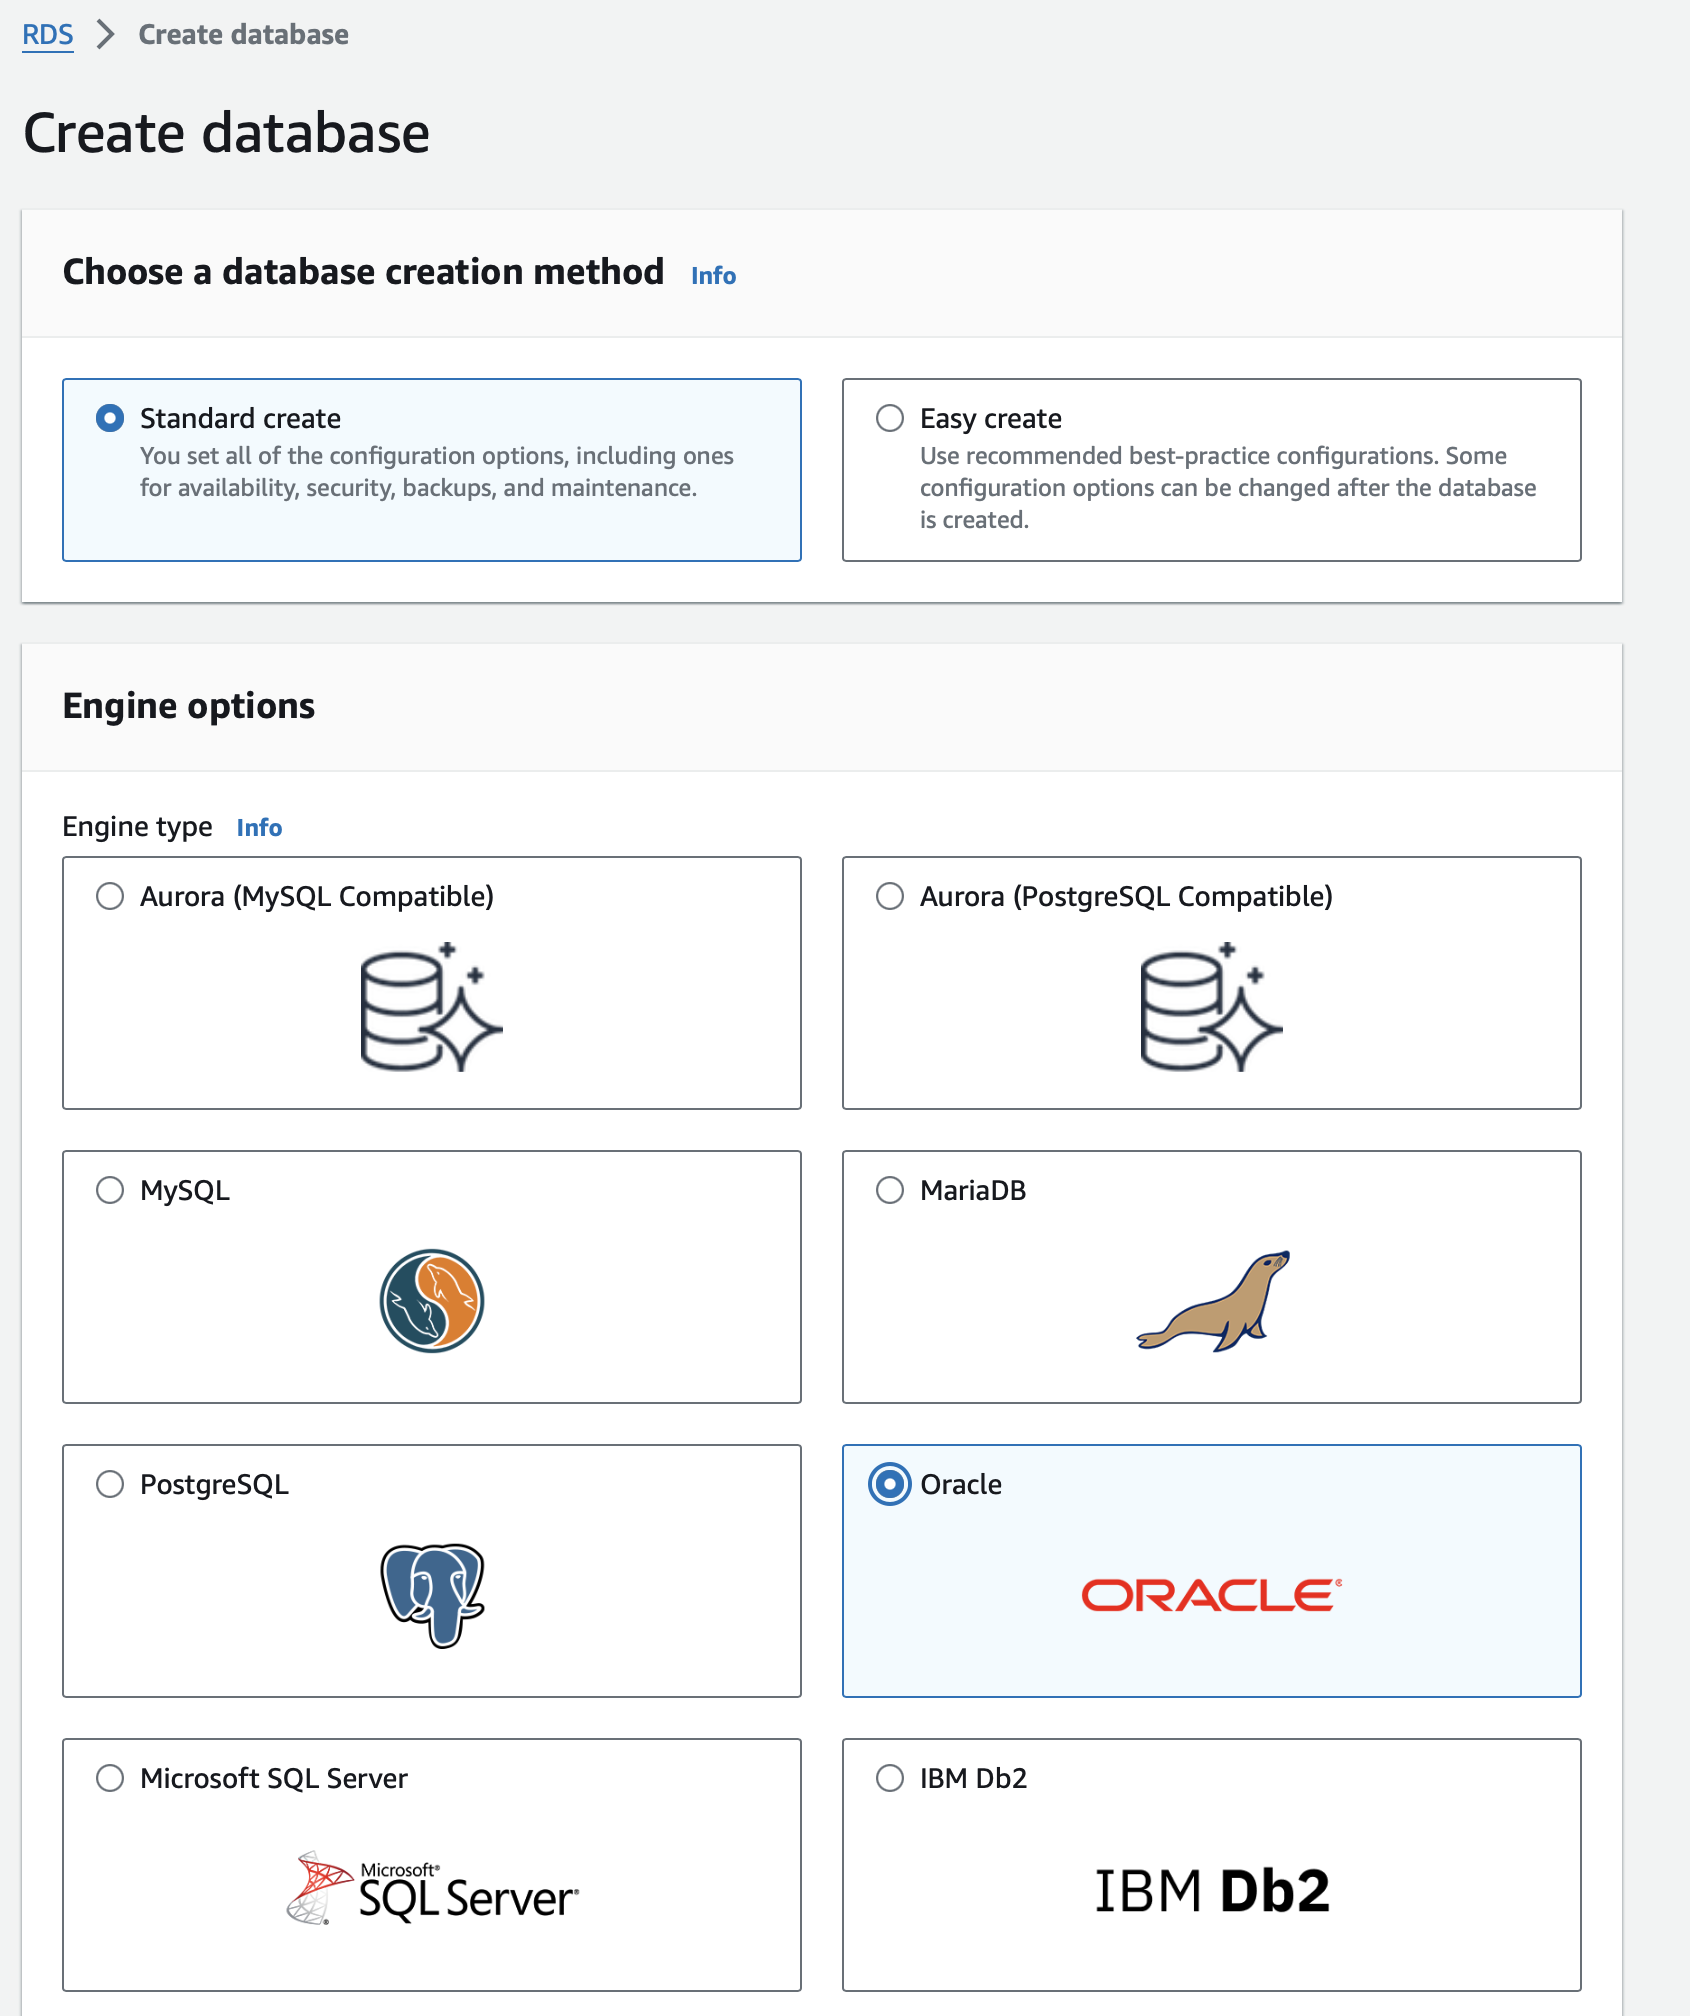 RDS > Create database
Create database
Choose a database creation method Info
Standard create
You set all of the configuration options, including ones
for availability, security, backups, and maintenance.
Easy create
Use recommended best-practice configurations. Some
configuration options can be changed after the database
is created.
Engine options
Engine type Info
Aurora (MySQL Compatible)
Aurora (PostgreSQL Compatible)
MySQL
MariaDB
PostgreSQL
Oracle
ORACLE®
Microsoft SQL Server
Microsoft®
SQL Server®
IBM Db2
IBM Db2